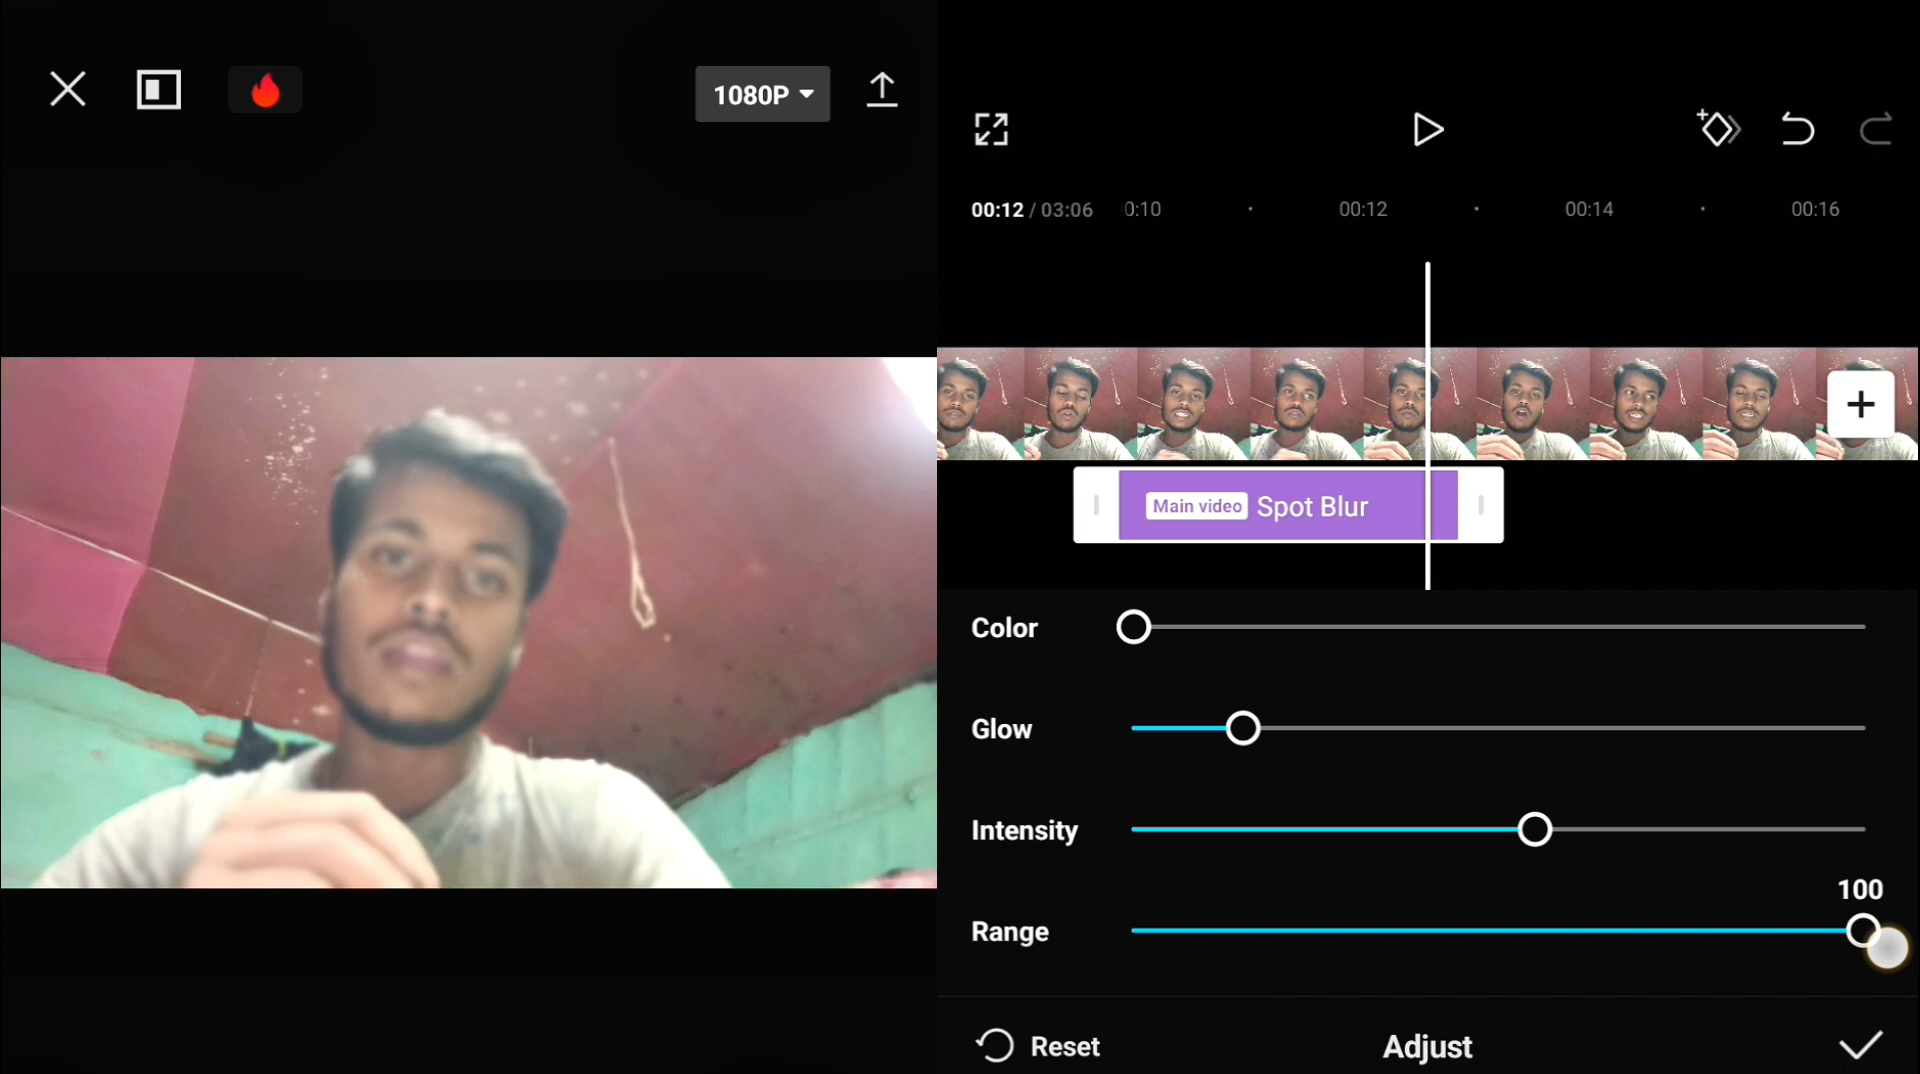 1080P
00:12 / 03:06 0:10 00:12 00:14 00:16
Main video Spot Blur
Color
Glow
Intensity
100
Range
Reset Adjust